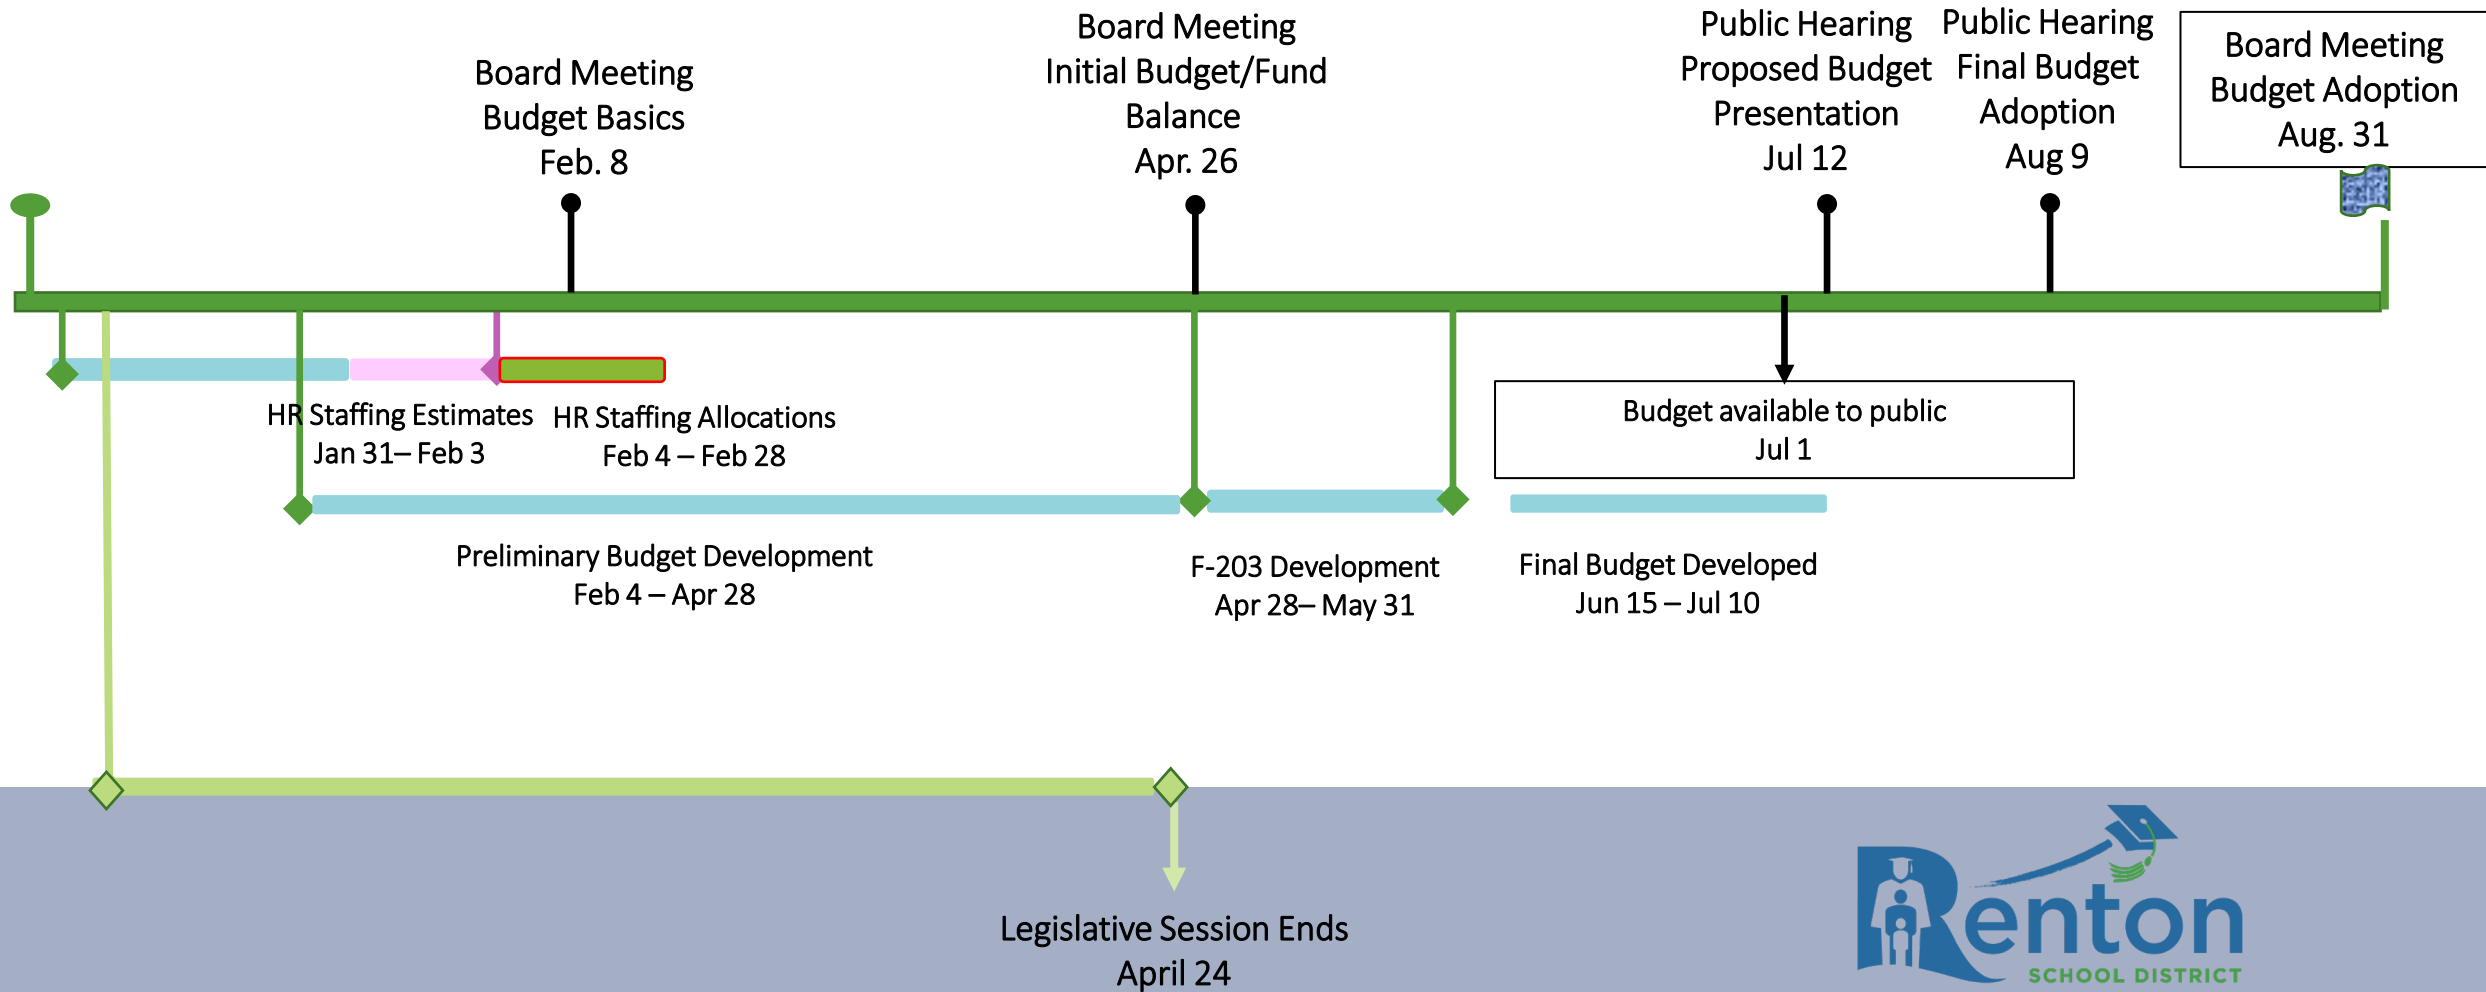 Board Meeting
Budget Basics
Feb. 8
Board Meeting
Initial Budget/Fund
Balance
Apr. 26
Public Hearing
Proposed Budget
Presentation
Jul 12
Public Hearing
Final Budget
Adoption
Aug 9
Board Meeting
Budget Adoption
Aug. 31
HR Staffing Estimates
Jan 31– Feb 3
HR Staffing Allocations
Feb 4 – Feb 28
Budget available to public
Jul 1
Preliminary Budget Development
Feb 4 – Apr 28
F-203 Development
Apr 28– May 31
Final Budget Developed
Jun 15 – Jul 10
Legislative Session Ends
April 24
Renton
SCHOOL DISTRICT